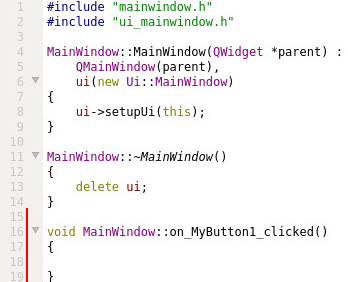 1 #include "mainwindow.h"
2 #include "ui_mainwindow.h"
3
4 MainWindow::MainWindow(QWidget *parent) :
5     QMainWindow(parent),
6     ui(new Ui::MainWindow)
7 {
8     ui->setupUi(this);
9 }
10
11 MainWindow::~MainWindow()
12 {
13     delete ui;
14 }
15
16 void MainWindow::on_MyButton1_clicked()
17 {
18
19 }